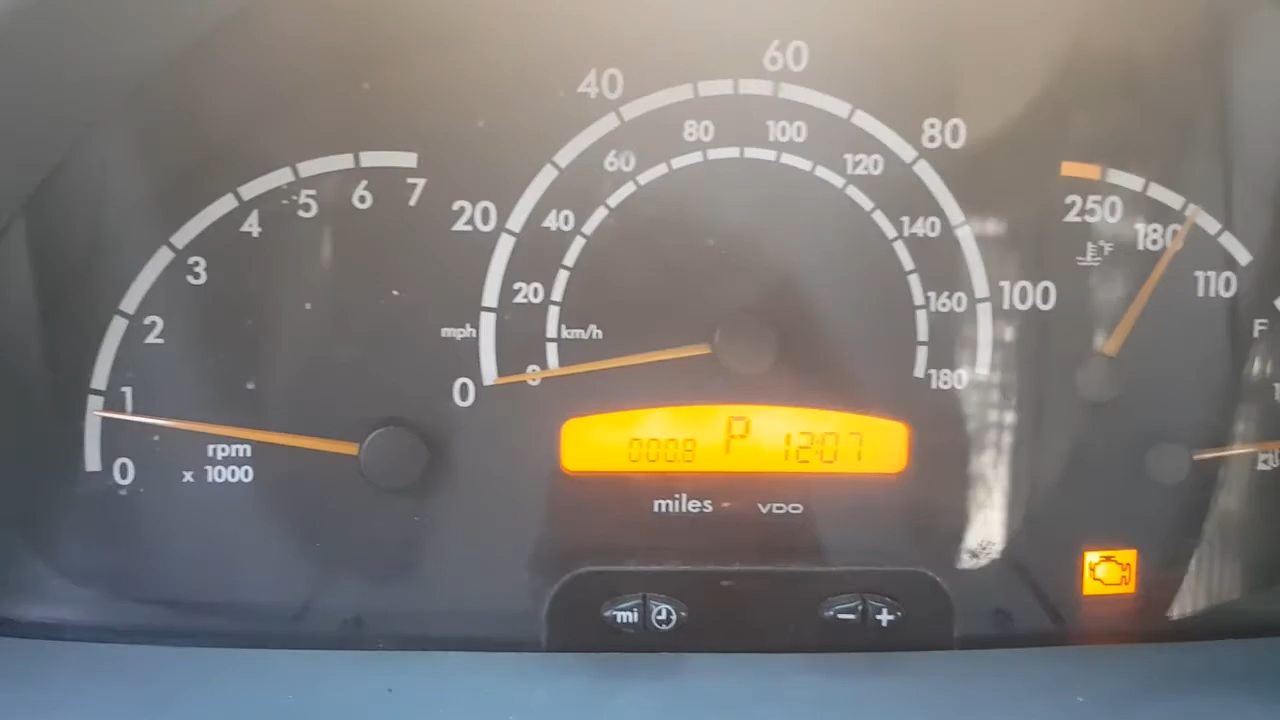 0 1 2 3 4 5 6 7
rpm
x 1000
0 20 40 60 80 100
mph
0 20 40 60 80 100 120 140 160 180
km/h
000.8 P 12:07
miles VDO
mi - +
250 180 110
°F
F